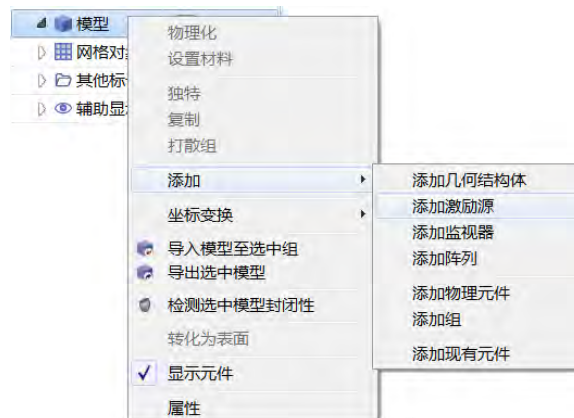 模型
网格对
其他标
辅助显
物理化
设置材料
独特
复制
打散组
添加
坐标变换
导入模型至选中组
导出选中模型
检测选中模型封闭性
转化为表面
显示元件
属性
添加几何结构体
添加激励源
添加监视器
添加阵列
添加物理元件
添加组
添加现有元件